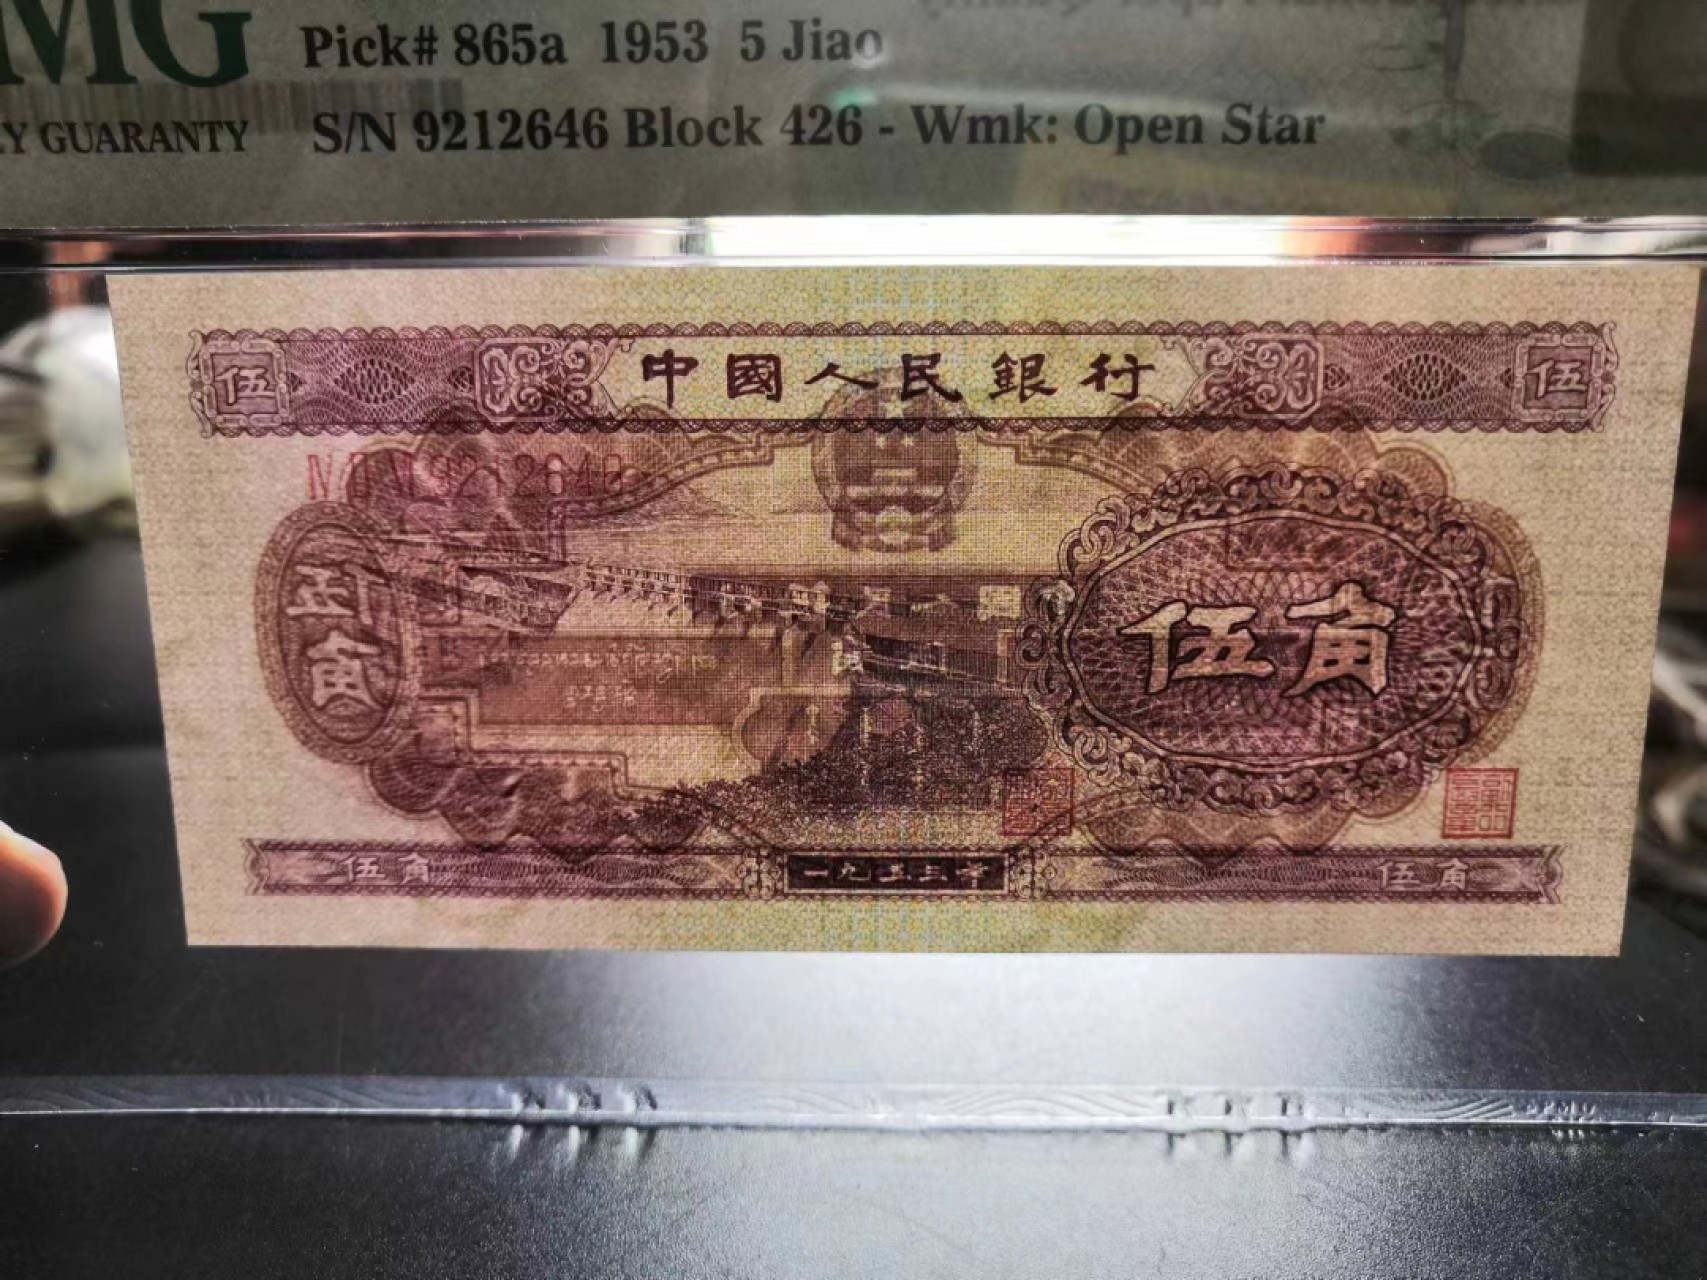 MG
Pick# 865a 1953 5 Jiao
LY GUARANTY
S/N 9212646 Block 426 - Wmk: Open Star
伍
中國人民銀行
伍
伍角
伍角
伍角
一九五三年
伍角